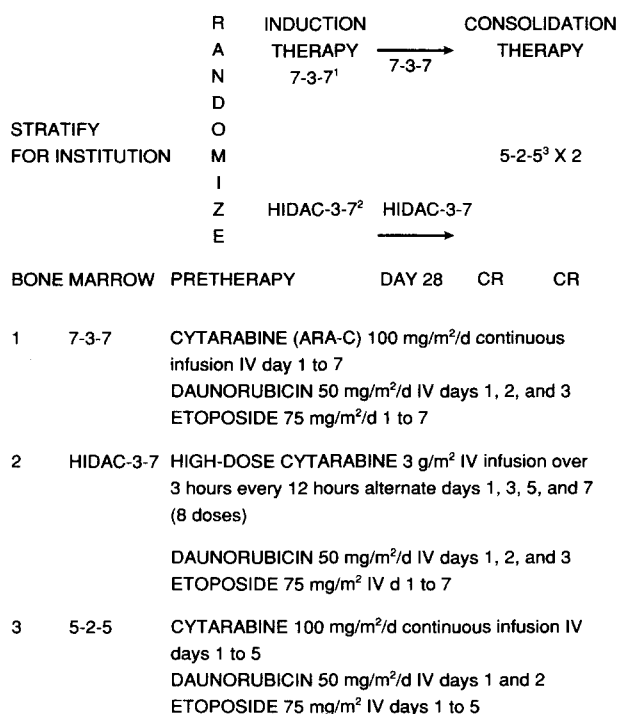 R INDUCTION CONSOLIDATION
A THERAPY 7-3-7 THERAPY
N 7-3-7¹
D
STRATIFY O
FOR INSTITUTION M 5-2-5³ X 2
I
Z HIDAC-3-7² HIDAC-3-7
E
BONE MARROW PRETHERAPY DAY 28 CR CR
1 7-3-7 CYTARABINE (ARA-C) 100 mg/m²/d continuous
infusion IV day 1 to 7
DAUNORUBICIN 50 mg/m²/d IV days 1, 2, and 3
ETOPOSIDE 75 mg/m²/d 1 to 7
2 HIDAC-3-7 HIGH-DOSE CYTARABINE 3 g/m² IV infusion over
3 hours every 12 hours alternate days 1, 3, 5, and 7
(8 doses)
DAUNORUBICIN 50 mg/m²/d IV days 1, 2, and 3
ETOPOSIDE 75 mg/m² IV d 1 to 7
3 5-2-5 CYTARABINE 100 mg/m²/d continuous infusion IV
days 1 to 5
DAUNORUBICIN 50 mg/m²/d IV days 1 and 2
ETOPOSIDE 75 mg/m² IV days 1 to 5